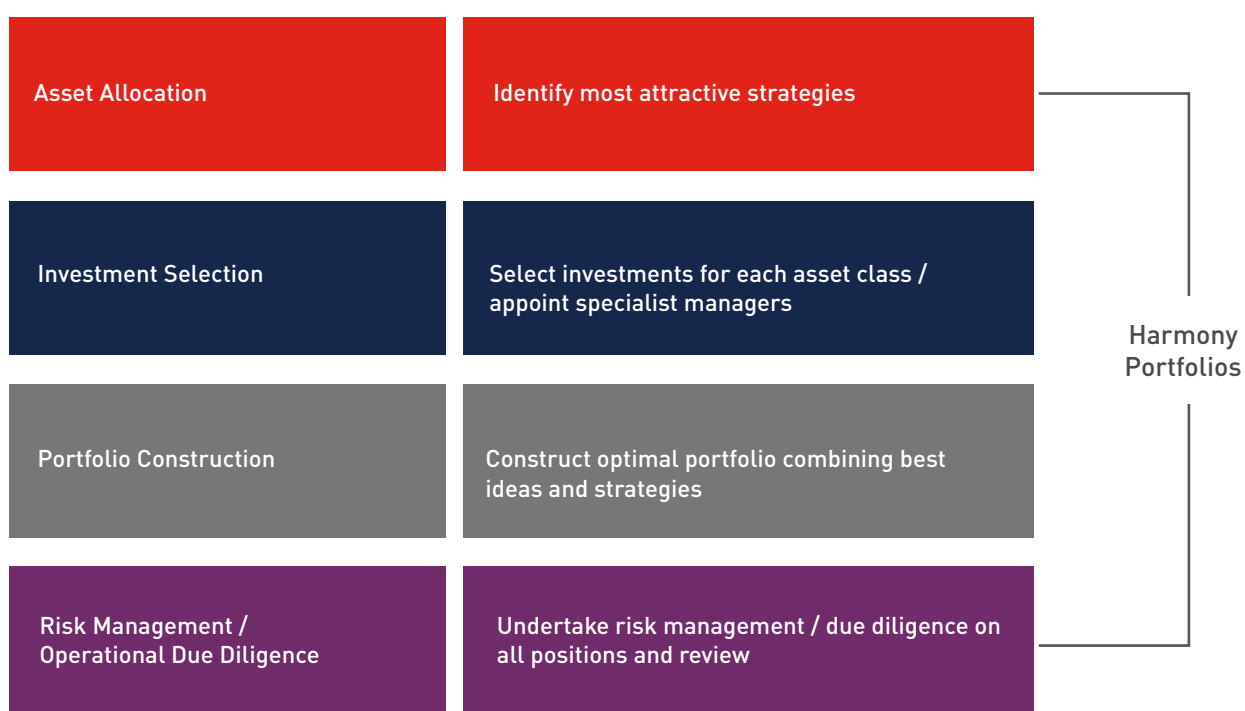 Asset Allocation
Identify most attractive strategies
Investment Selection
Select investments for each asset class /
appoint specialist managers
Portfolio Construction
Construct optimal portfolio combining best
ideas and strategies
Risk Management /
Operational Due Diligence
Undertake risk management / due diligence on
all positions and review
Harmony
Portfolios